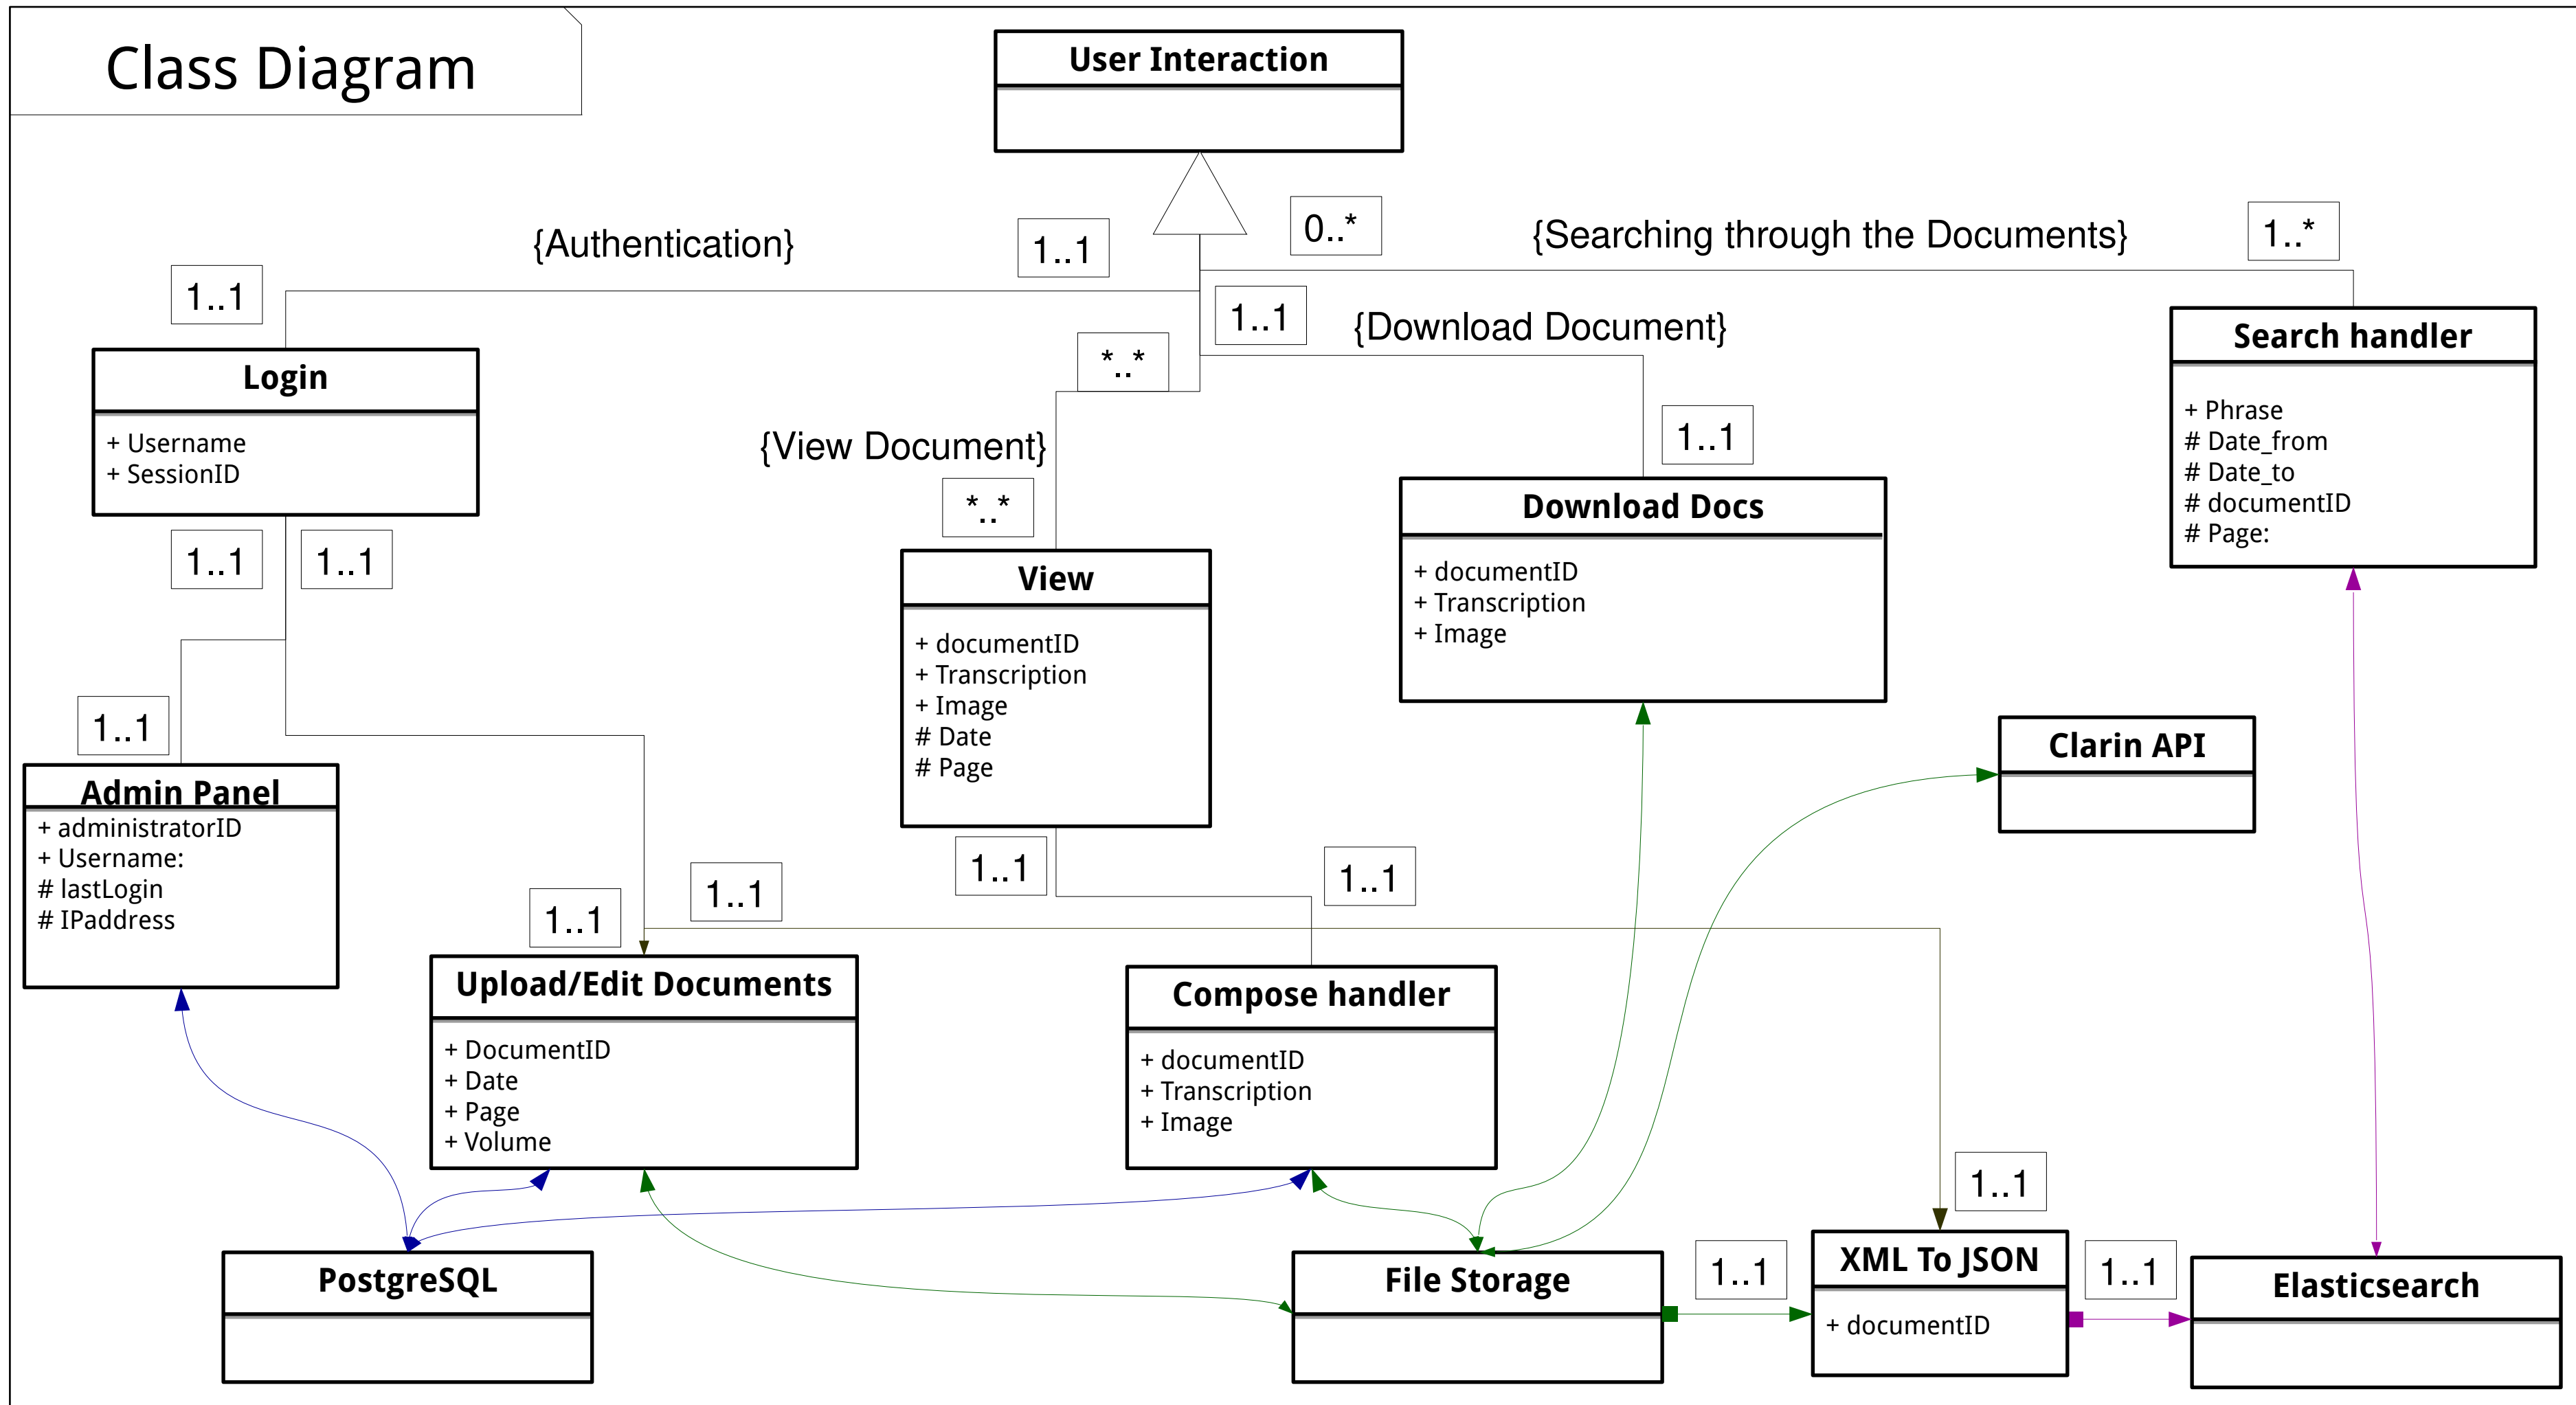 Class Diagram
User Interaction
{Authentication}
1..1
1..1
0..*
{Searching through the Documents}
1..*
Login
+ Username
+ SessionID
1..1
1..1
*..*
{View Document}
*..*
1..1
{Download Document}
1..1
Search handler
+ Phrase
# Date_from
# Date_to
# documentID
# Page:
View
+ documentID
+ Transcription
+ Image
# Date
# Page
Download Docs
+ documentID
+ Transcription
+ Image
Clarin API
1..1
Admin Panel
+ administratorID
+ Username:
# lastLogin
# IPaddress
1..1
1..1
1..1
1..1
Upload/Edit Documents
+ DocumentID
+ Date
+ Page
+ Volume
Compose handler
+ documentID
+ Transcription
+ Image
1..1
PostgreSQL
File Storage
1..1
XML To JSON
+ documentID
1..1
Elasticsearch